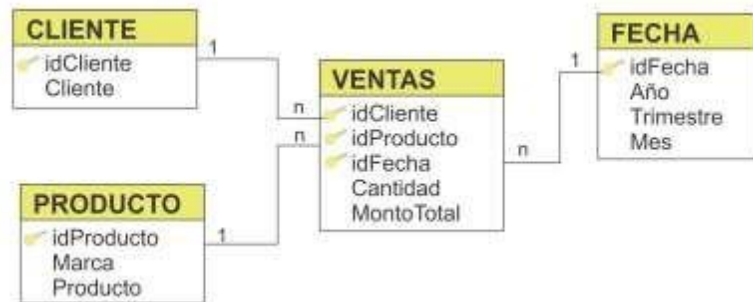 CLIENTE
idCliente
Cliente
1
n
VENTAS
idCliente
idProducto
idFecha
Cantidad
MontoTotal
FECHA
idFecha
Año
Trimestre
Mes
1
n
PRODUCTO
idProducto
Marca
Producto
1
n